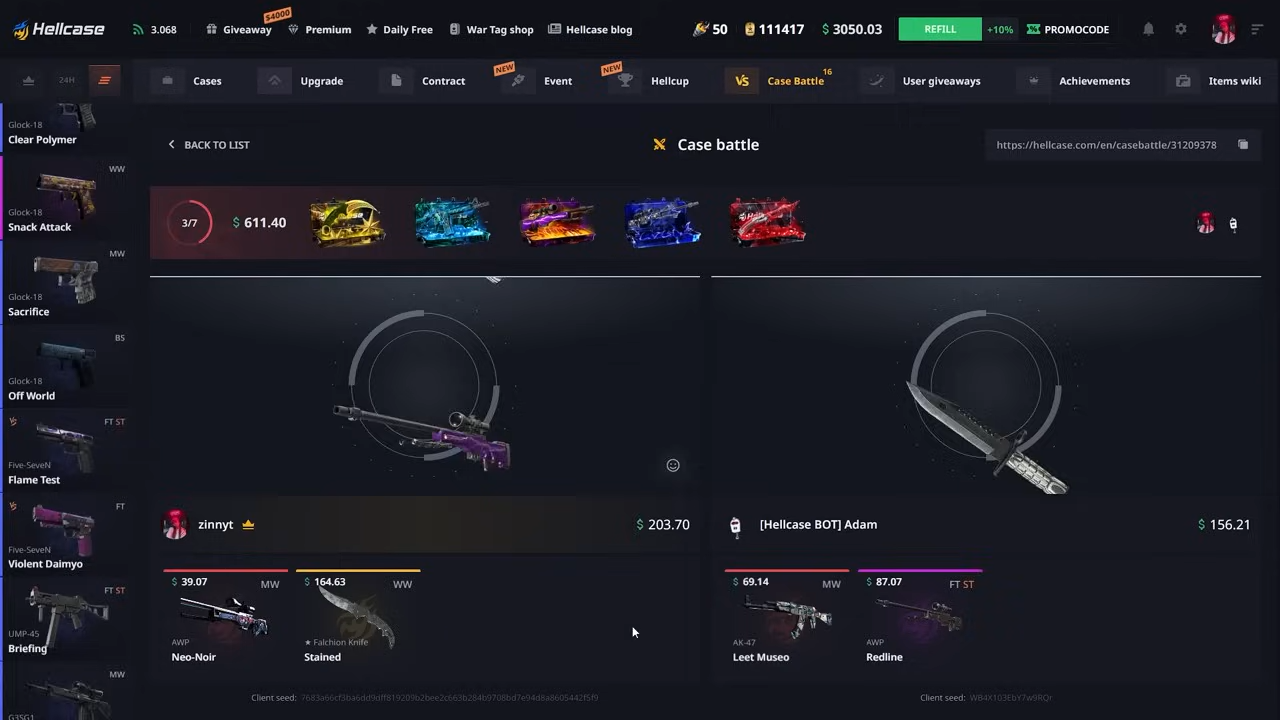 Hellcase
3.068
$4000
Giveaway
Premium
Daily Free
War Tag shop
Hellcase blog
50
111417
$ 3050.03
REFILL
+10%
PROMOCODE
24H
Cases
Upgrade
Contract
NEW
Event
NEW
Hellcup
VS
Case Battle
16
User giveaways
Achievements
Items wiki
Glock-18
Clear Polymer
WW
Glock-18
Snack Attack
MW
Glock-18
Sacrifice
BS
Glock-18
Off World
FT ST
Five-SeveN
Flame Test
FT
Five-SeveN
Violent Daimyo
FT ST
UMP-45
Briefing
MW
G3SG1
BACK TO LIST
Case battle
https://hellcase.com/en/casebattle/31209378
3/7
$ 611.40
zinnyt
$ 203.70
[Hellcase BOT] Adam
$ 156.21
$ 39.07
MW
AWP
Neo-Noir
$ 164.63
WW
★ Falchion Knife
Stained
$ 69.14
MW
AK-47
Leet Museo
$ 87.07
FT ST
AWP
Redline
Client seed:
Client seed: